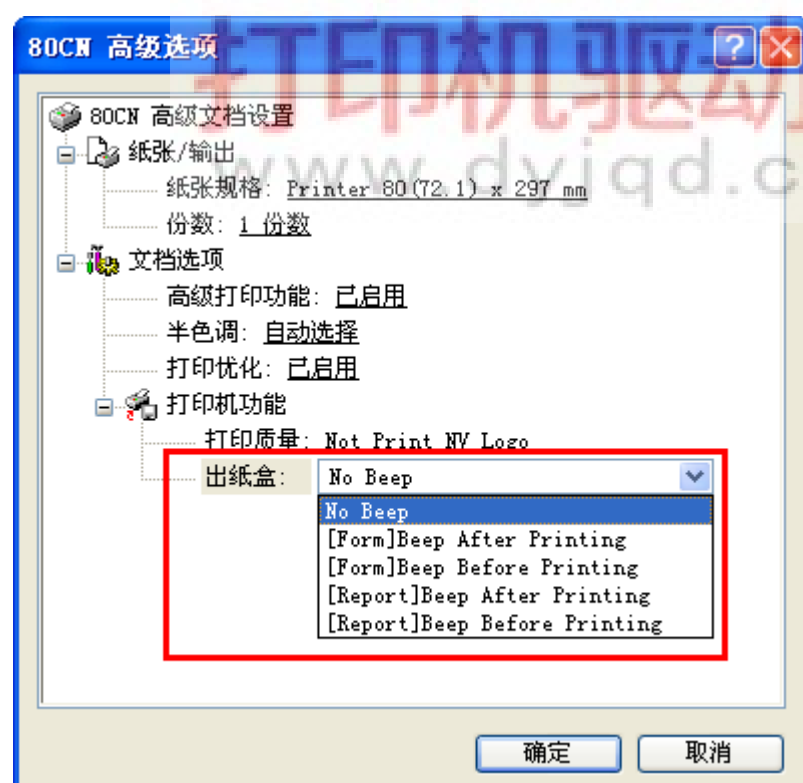 打印机驱动
www.dyjqd.c
80CN 高级选项
80CN 高级文档设置
纸张/输出
纸张规格: Printer 80(72.1) x 297 mm
份数: 1 份数
文档选项
高级打印功能: 已启用
半色调: 自动选择
打印优化: 已启用
打印机功能
打印质量: Not Print NV Logo
出纸盒: No Beep
No Beep
[Form]Beep After Printing
[Form]Beep Before Printing
[Report]Beep After Printing
[Report]Beep Before Printing
确定 取消